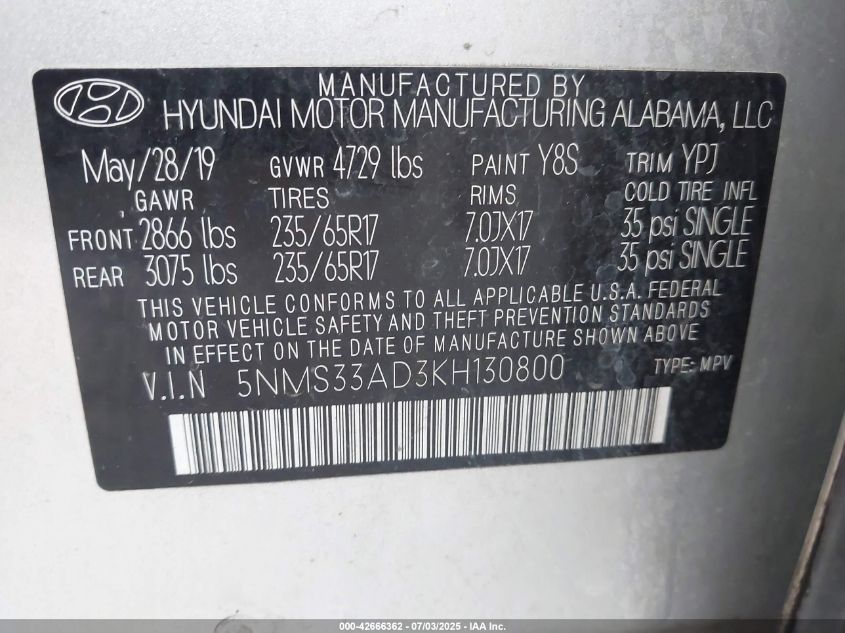 MANUFACTURED BY
HYUNDAI MOTOR MANUFACTURING ALABAMA, LLC
May/28/19 GVWR 4729 lbs PAINT Y8S TRIM YPJ
GAWR TIRES RIMS COLD TIRE INFL
FRONT 2866 lbs 235/65R17 7.0JX17 35 psi SINGLE
REAR 3075 lbs 235/65R17 7.0JX17 35 psi SINGLE
THIS VEHICLE CONFORMS TO ALL APPLICABLE U.S.A. FEDERAL
MOTOR VEHICLE SAFETY AND THEFT PREVENTION STANDARDS
IN EFFECT ON THE DATE OF MANUFACTURE SHOWN ABOVE
V.I.N 5NMS33AD3KH130800 TYPE: MPV
000-42666362 - 07/03/2025 - IAA Inc.